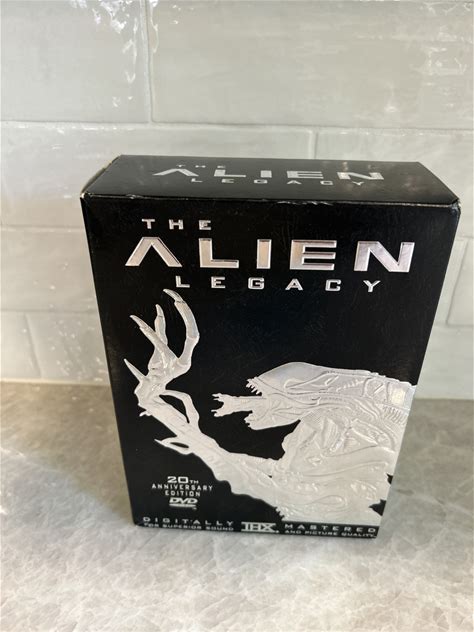 THE
ALIEN
LEGACY
THE
ALIEN
LEGACY
20TH
ANNIVERSARY
EDITION
DVD
DIGITALLY THX MASTERED
FOR SUPERIOR SOUND AND PICTURE QUALITY